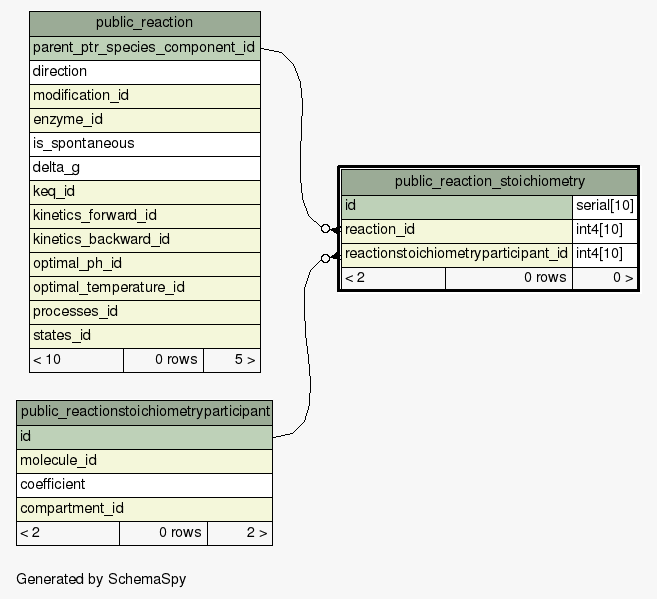 public_reaction
parent_ptr_species_component_id
direction
modification_id
enzyme_id
is_spontaneous
delta_g
keq_id
kinetics_forward_id
kinetics_backward_id
optimal_ph_id
optimal_temperature_id
processes_id
states_id
< 10 0 rows 5 >
public_reaction_stoichiometry
id serial[10]
reaction_id int4[10]
reactionstoichiometryparticipant_id int4[10]
< 2 0 rows 0 >
public_reactionstoichiometryparticipant
id
molecule_id
coefficient
compartment_id
< 2 0 rows 2 >
Generated by SchemaSpy